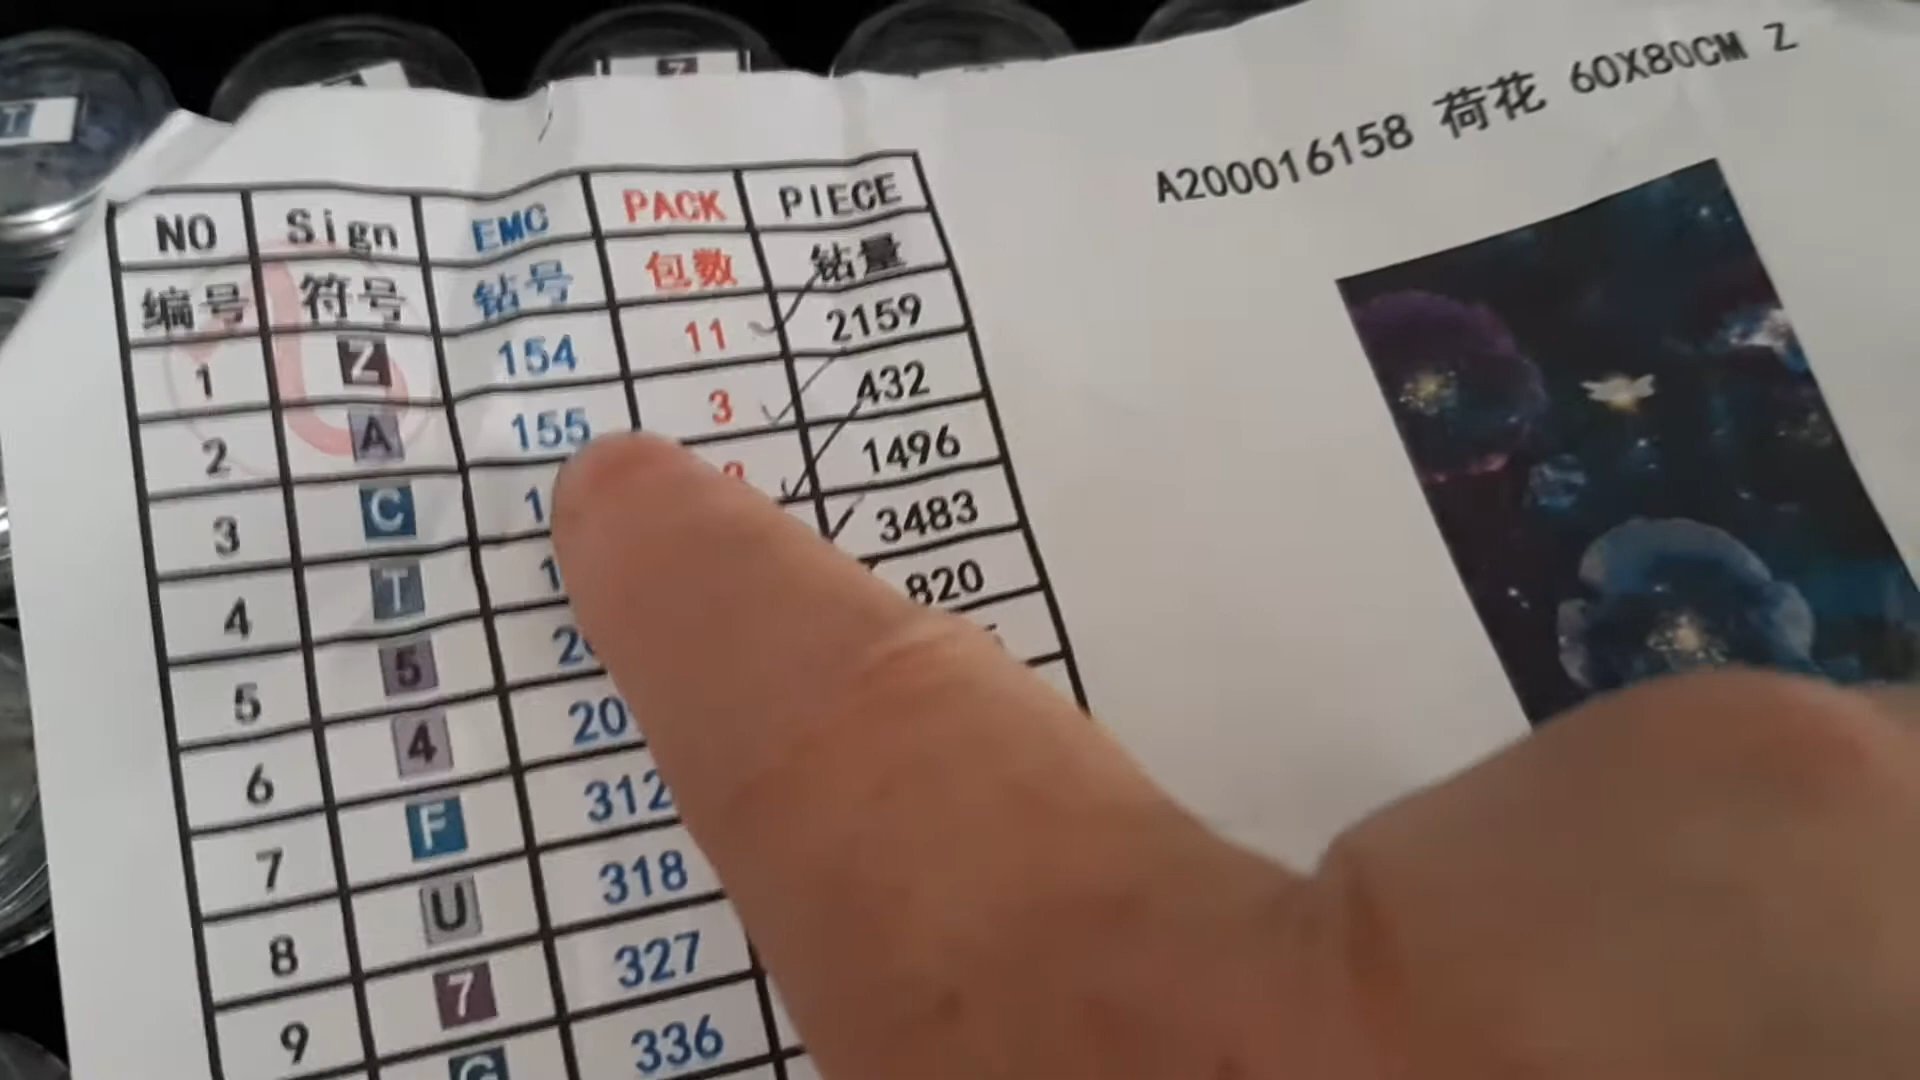 A200016158 荷花 60X80CM Z
NO Sign EMC PACK PIECE
编号 符号 钻号 包数 钻量
1 Z 154 11 2159
2 A 155 3 432
3 C 1496
4 T 3483
5 5 820
6 4
7 F 312
8 U 318
9 7 327
G 336
T
Z